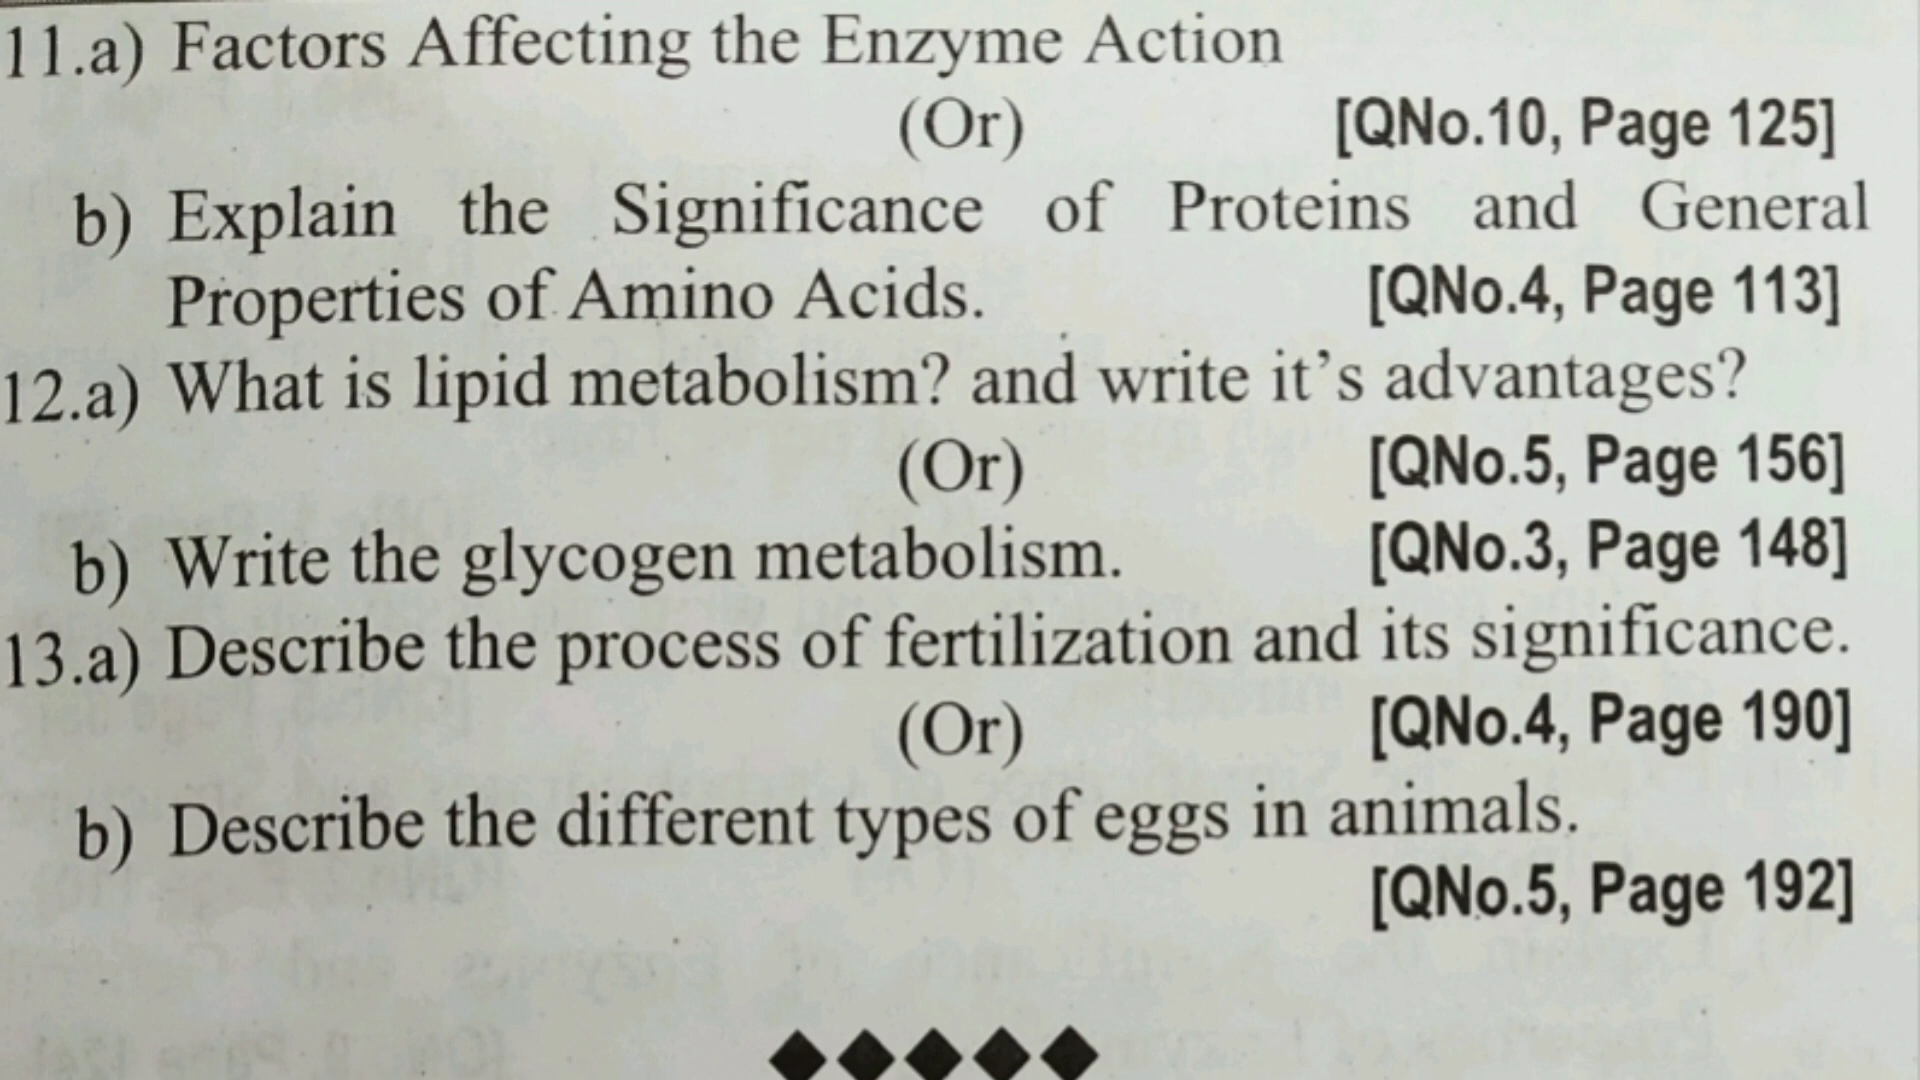 11.a) Factors Affecting the Enzyme Action
(Or) [QNo.10, Page 125]
b) Explain the Significance of Proteins and General
Properties of Amino Acids. [QNo.4, Page 113]
12.a) What is lipid metabolism? and write it's advantages?
(Or) [QNo.5, Page 156]
b) Write the glycogen metabolism. [QNo.3, Page 148]
13.a) Describe the process of fertilization and its significance.
(Or) [QNo.4, Page 190]
b) Describe the different types of eggs in animals.
[QNo.5, Page 192]